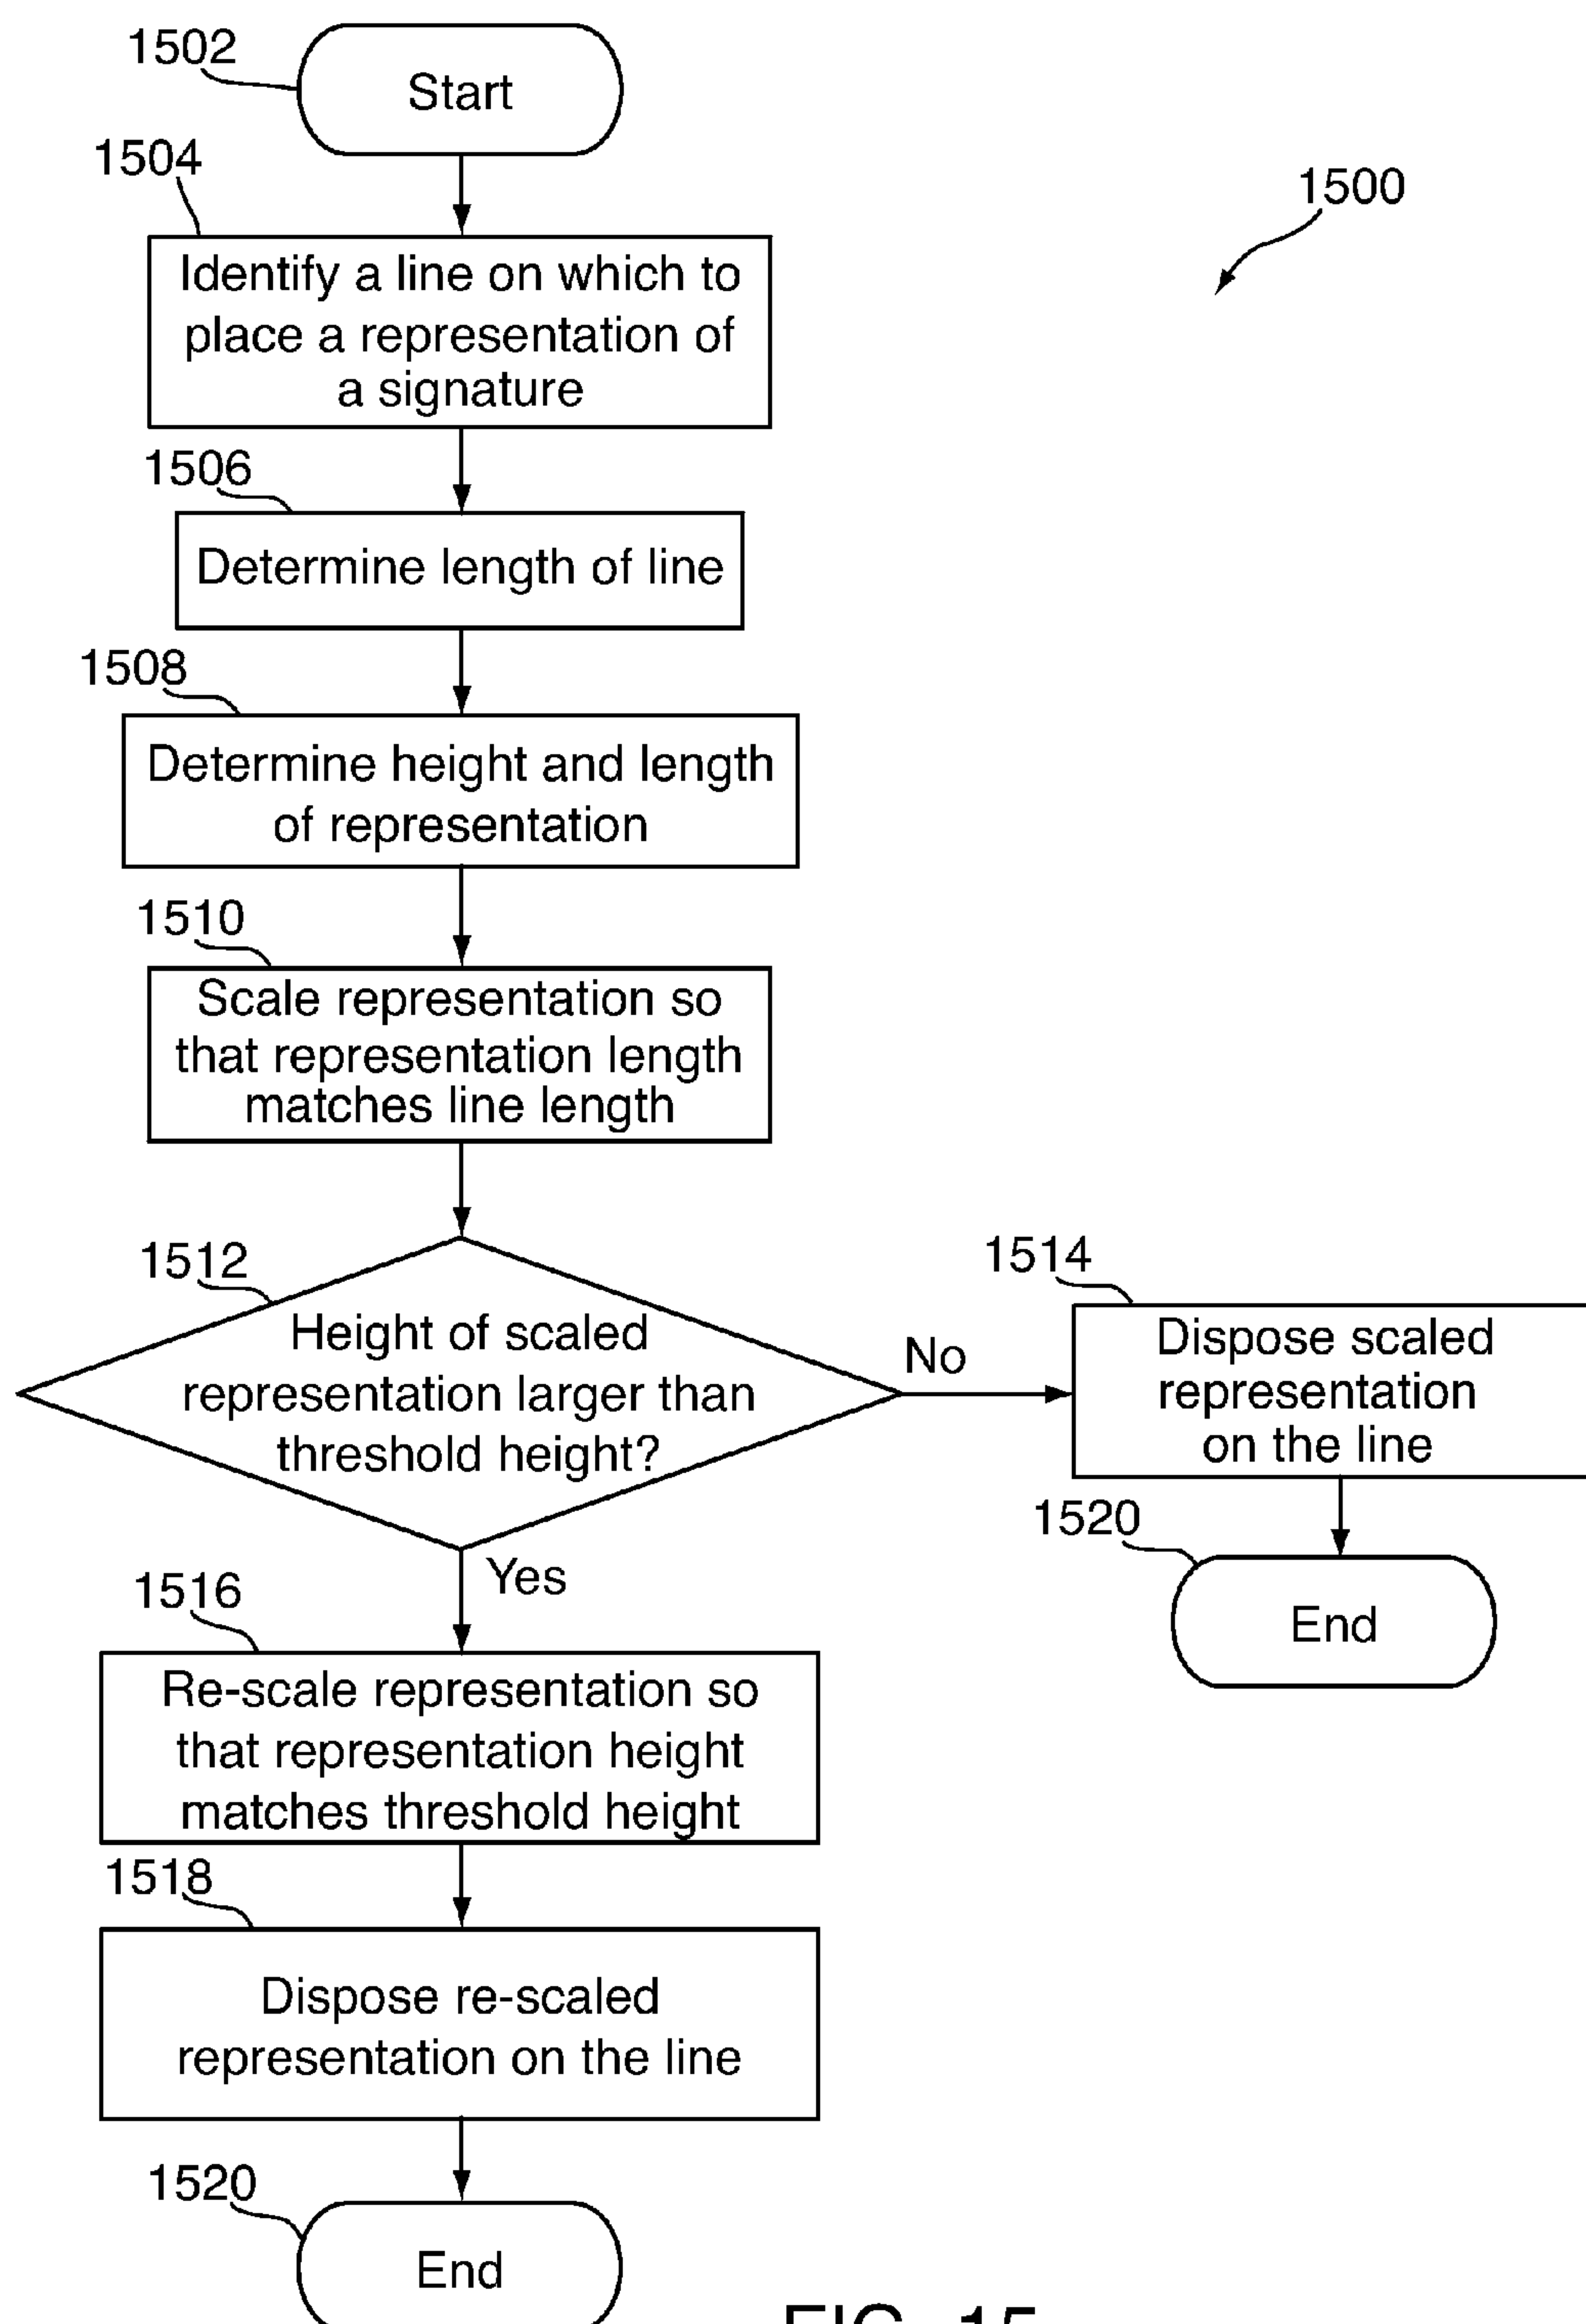 1502
Start
1504
1500
Identify a line on which to
place a representation of
a signature
1506
Determine length of line
1508
Determine height and length
of representation
1510
Scale representation so
that representation length
matches line length
1512
Height of scaled
representation larger than
threshold height?
No
1514
Dispose scaled
representation
on the line
1520
End
Yes
1516
Re-scale representation so
that representation height
matches threshold height
1518
Dispose re-scaled
representation on the line
1520
End
FIG. 15